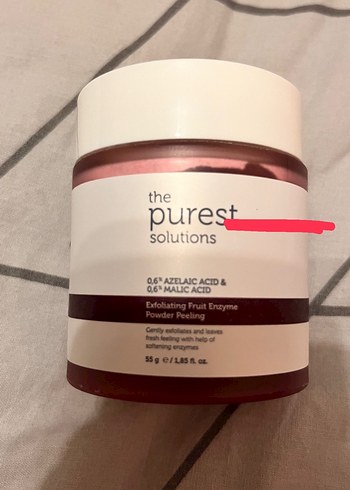 the
purest
solutions
0,6% AZELAIC ACID &
0,6% MALIC ACID
Exfoliating Fruit Enzyme
Powder Peeling
Gently exfoliates and leaves
fresh feeling with help of
softening enzymes
55 g ℮ / 1,85 fl. oz.